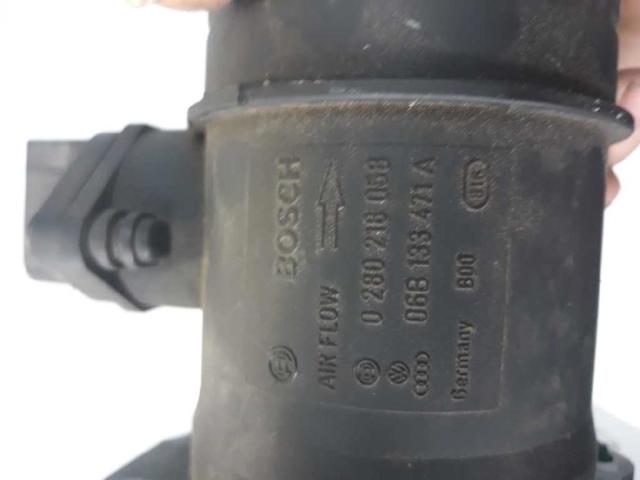 BOSCH
AIR FLOW
0 280 218 058
06B 133 471 A
Germany B00